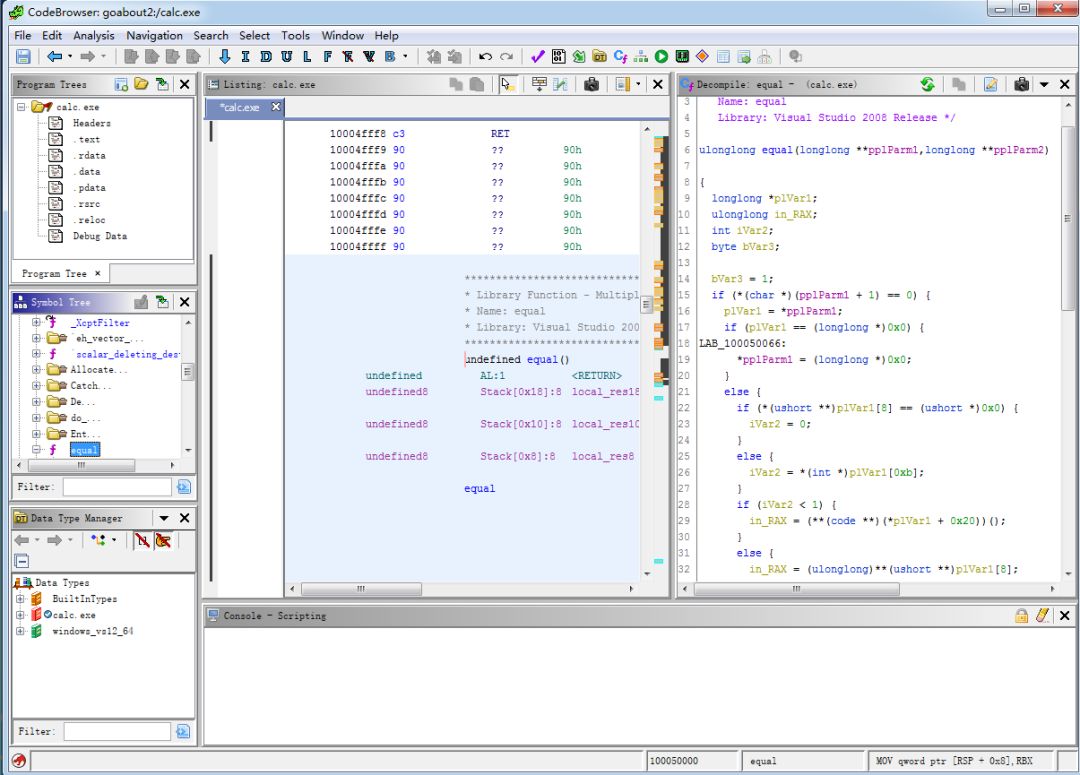 CodeBrowser: goabout2:/calc.exe
File Edit Analysis Navigation Search Select Tools Window Help
I D U L F R V B
Program Trees
calc.exe
Headers
.text
.rdata
.data
.pdata
.rsrc
.reloc
Debug Data
Program Tree ×
Symbol Tree
_XcptFilter
`eh_vector_...
`scalar_deleting_des
Allocate...
Catch...
De...
do_...
Ent...
equal
Filter:
Data Type Manager
Data Types
BuiltInTypes
calc.exe
windows_vs12_64
Filter:
Listing: calc.exe
*calc.exe
10004fff8 c3 RET
10004fff9 90 ?? 90h
10004fffa 90 ?? 90h
10004fffb 90 ?? 90h
10004fffc 90 ?? 90h
10004fffd 90 ?? 90h
10004fffe 90 ?? 90h
10004ffff 90 ?? 90h
****************************
* Library Function - Multipl
* Name: equal
* Library: Visual Studio 200
****************************
undefined equal()
undefined AL:1 <RETURN>
undefined8 Stack[0x18]:8 local_res18
undefined8 Stack[0x10]:8 local_res10
undefined8 Stack[0x8]:8 local_res8
equal
Decompile: equal - (calc.exe)
3 Name: equal
4 Library: Visual Studio 2008 Release */
5
6 ulonglong equal(longlong **pplParm1,longlong **pplParm2)
7
8 {
9 longlong *plVar1;
10 ulonglong in_RAX;
11 int iVar2;
12 byte bVar3;
13
14 bVar3 = 1;
15 if (*(char *)(pplParm1 + 1) == 0) {
16 plVar1 = *pplParm1;
17 if (plVar1 == (longlong *)0x0) {
18 LAB_100050066:
19 *pplParm1 = (longlong *)0x0;
20 }
21 else {
22 if (*(ushort **)plVar1[8] == (ushort *)0x0) {
23 iVar2 = 0;
24 }
25 else {
26 iVar2 = *(int *)plVar1[0xb];
27 }
28 if (iVar2 < 1) {
29 in_RAX = (**(code **)(*plVar1 + 0x20))();
30 }
31 else {
32 in_RAX = (ulonglong)**(ushort **)plVar1[8];
Console - Scripting
100050000 equal MOV qword ptr [RSP + 0x8],RBX